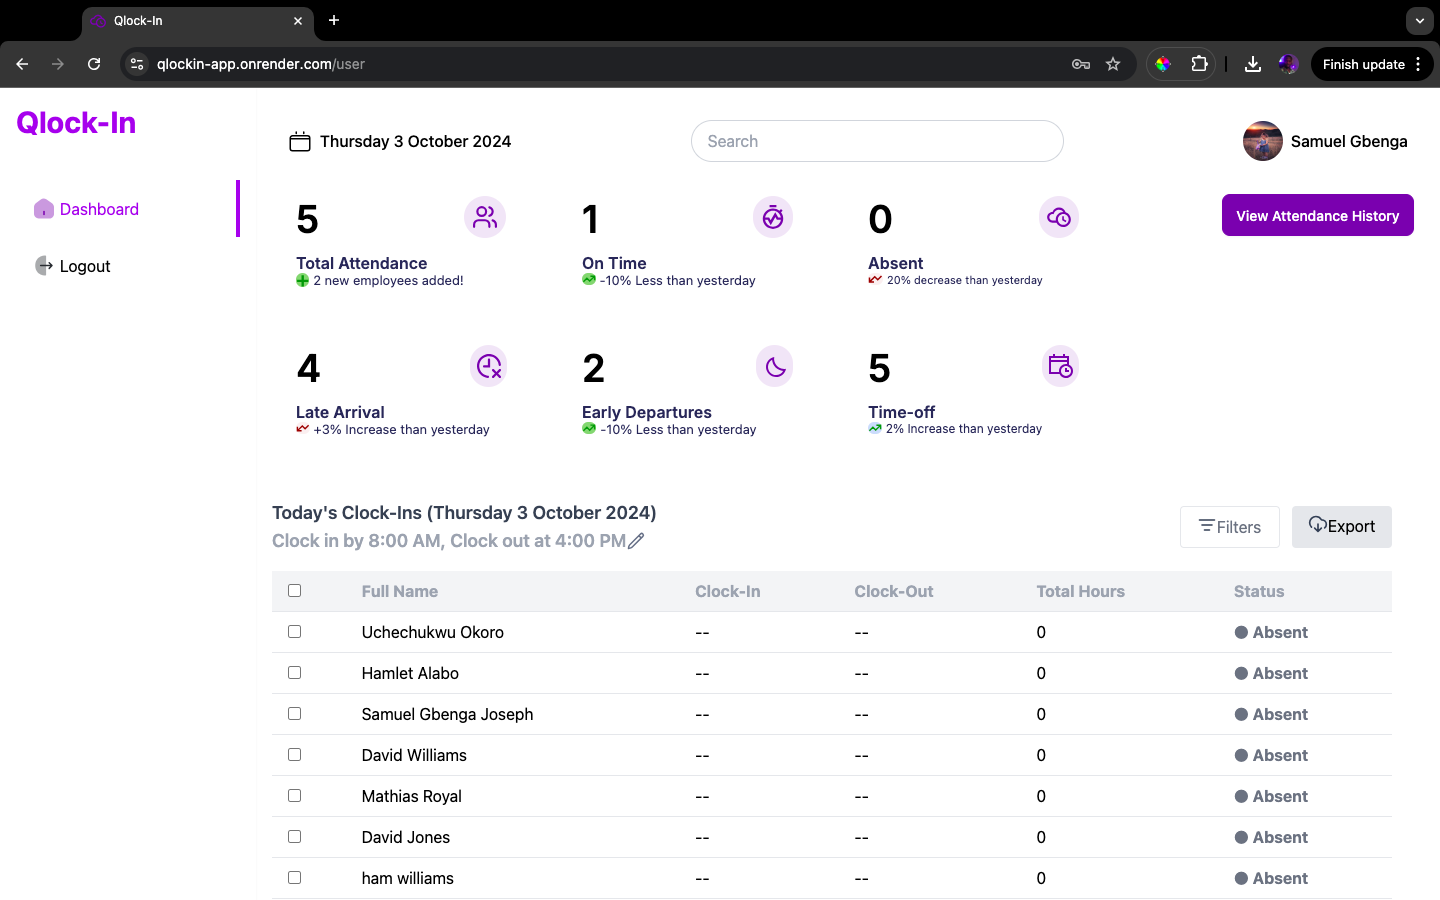 Qlock-In
qlockin-app.onrender.com/user
Finish update
Qlock-In
Thursday 3 October 2024
Search
Samuel Gbenga
Dashboard
Logout
View Attendance History
5
Total Attendance
2 new employees added!
1
On Time
-10% Less than yesterday
0
Absent
20% decrease than yesterday
4
Late Arrival
+3% Increase than yesterday
2
Early Departures
-10% Less than yesterday
5
Time-off
2% Increase than yesterday
Today's Clock-Ins (Thursday 3 October 2024)
Clock in by 8:00 AM, Clock out at 4:00 PM
Filters
Export
Full Name Clock-In Clock-Out Total Hours Status
Uchechukwu Okoro -- -- 0 Absent
Hamlet Alabo -- -- 0 Absent
Samuel Gbenga Joseph -- -- 0 Absent
David Williams -- -- 0 Absent
Mathias Royal -- -- 0 Absent
David Jones -- -- 0 Absent
ham williams -- -- 0 Absent